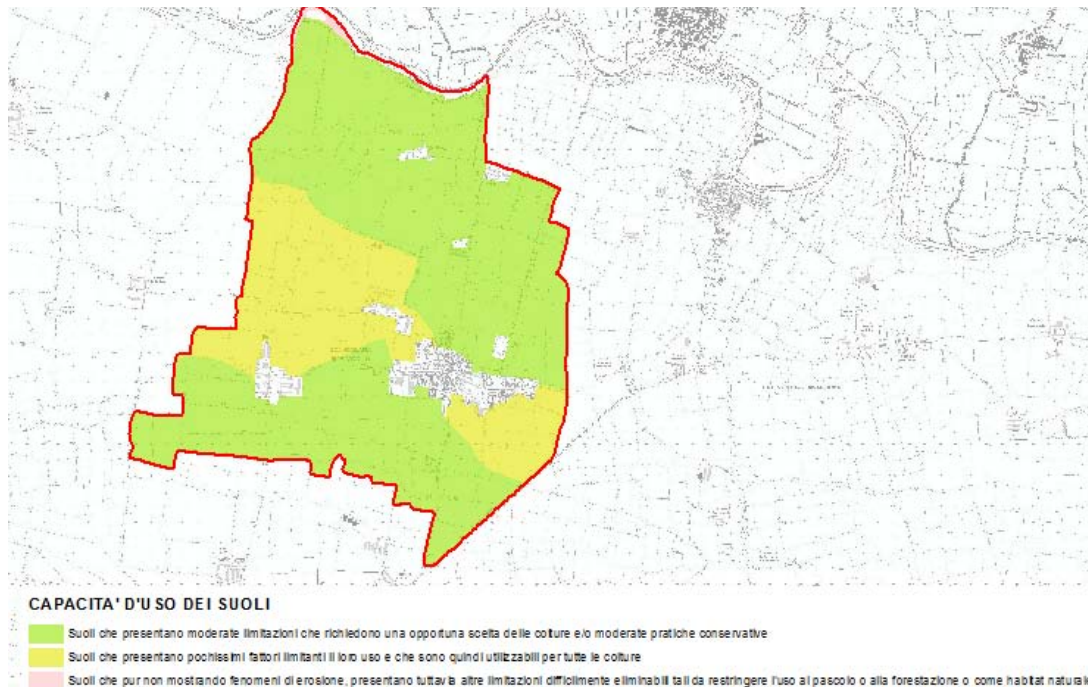 CAPACITA' D'USO DEI SUOLI
Suoli che presentano moderate limitazioni che richiedono una opportuna scelta delle colture e/o moderate pratiche conservative
Suoli che presentano pochissimi fattori limitanti il loro uso e che sono quindi utilizzabili per tutte le colture
Suoli che pur non mostrando fenomeni di erosione, presentano tuttavia altre limitazioni difficilmente eliminabili tali da restringere l'uso al pascolo o alla forestazione o come habitat naturale